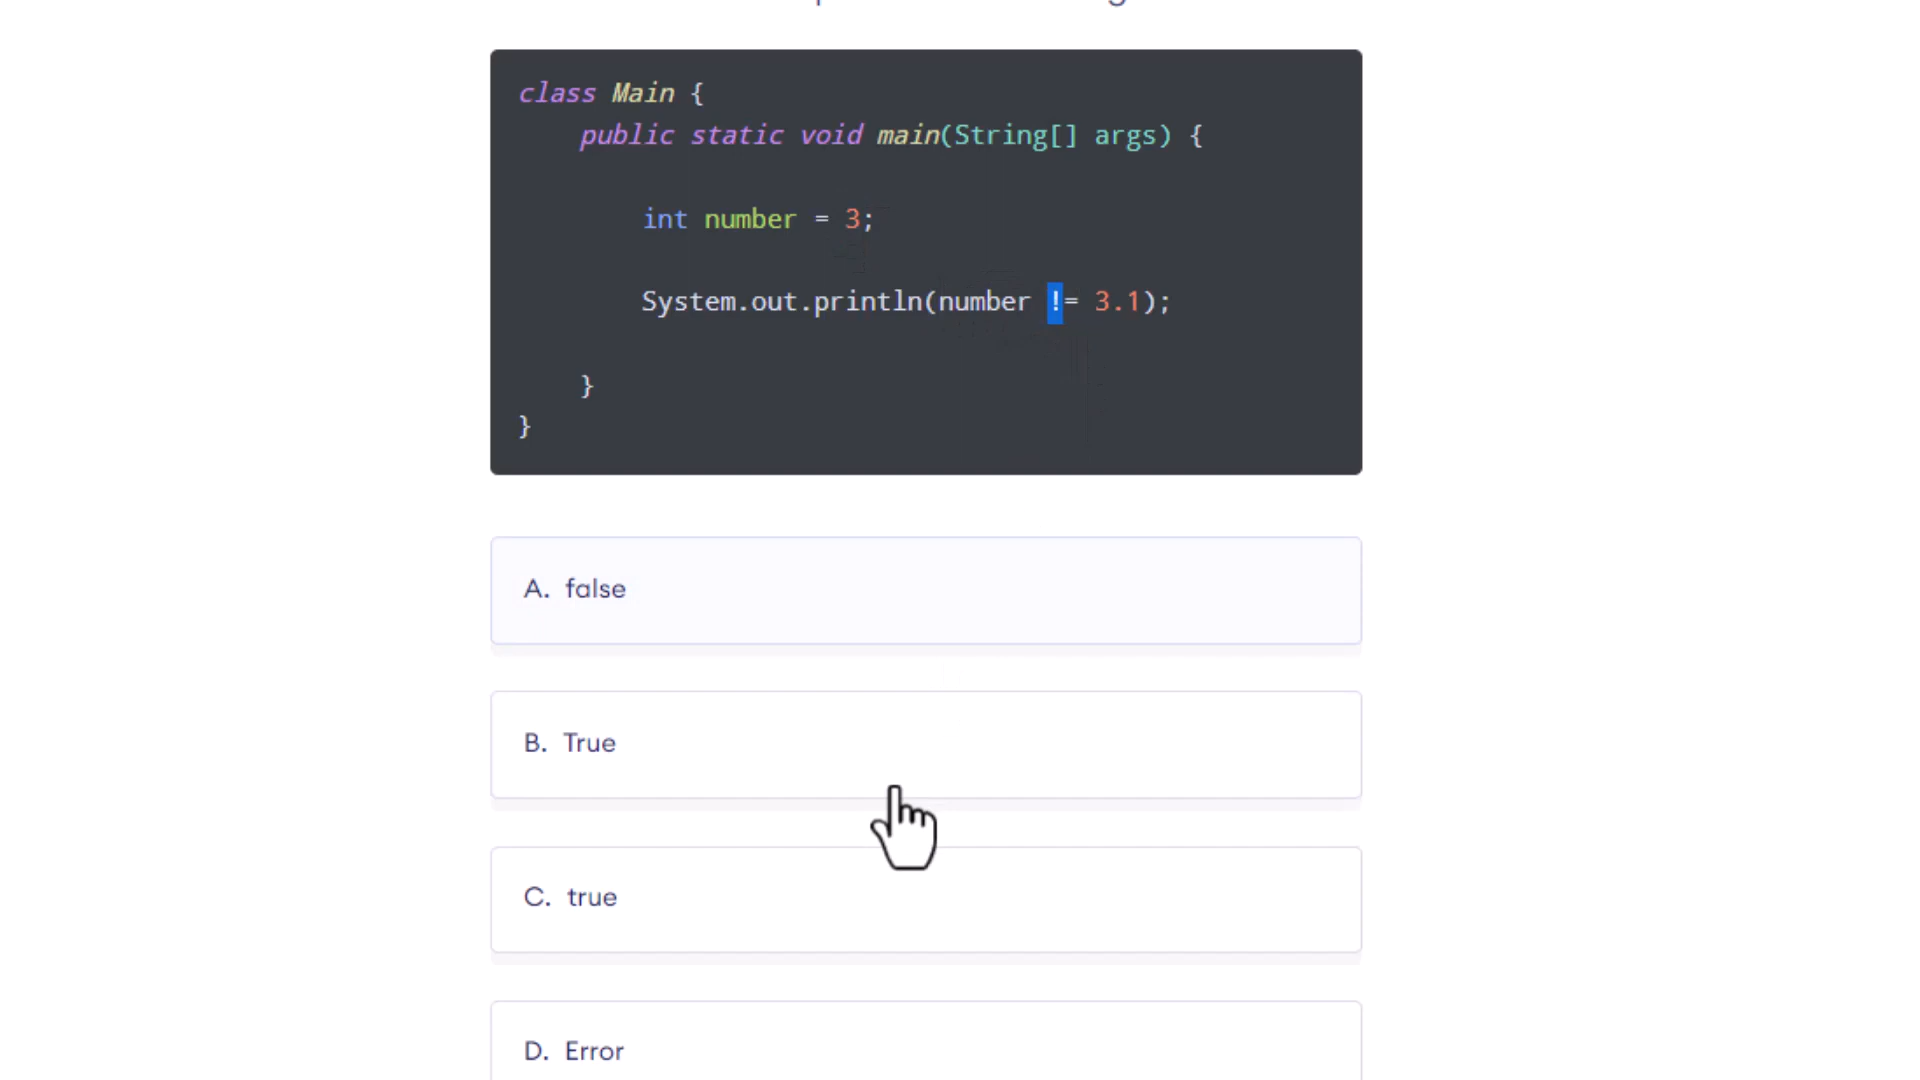 class Main {
public static void main(String[] args) {
int number = 3;
System.out.println(number != 3.1);
}
}
A. false
B. True
C. true
D. Error